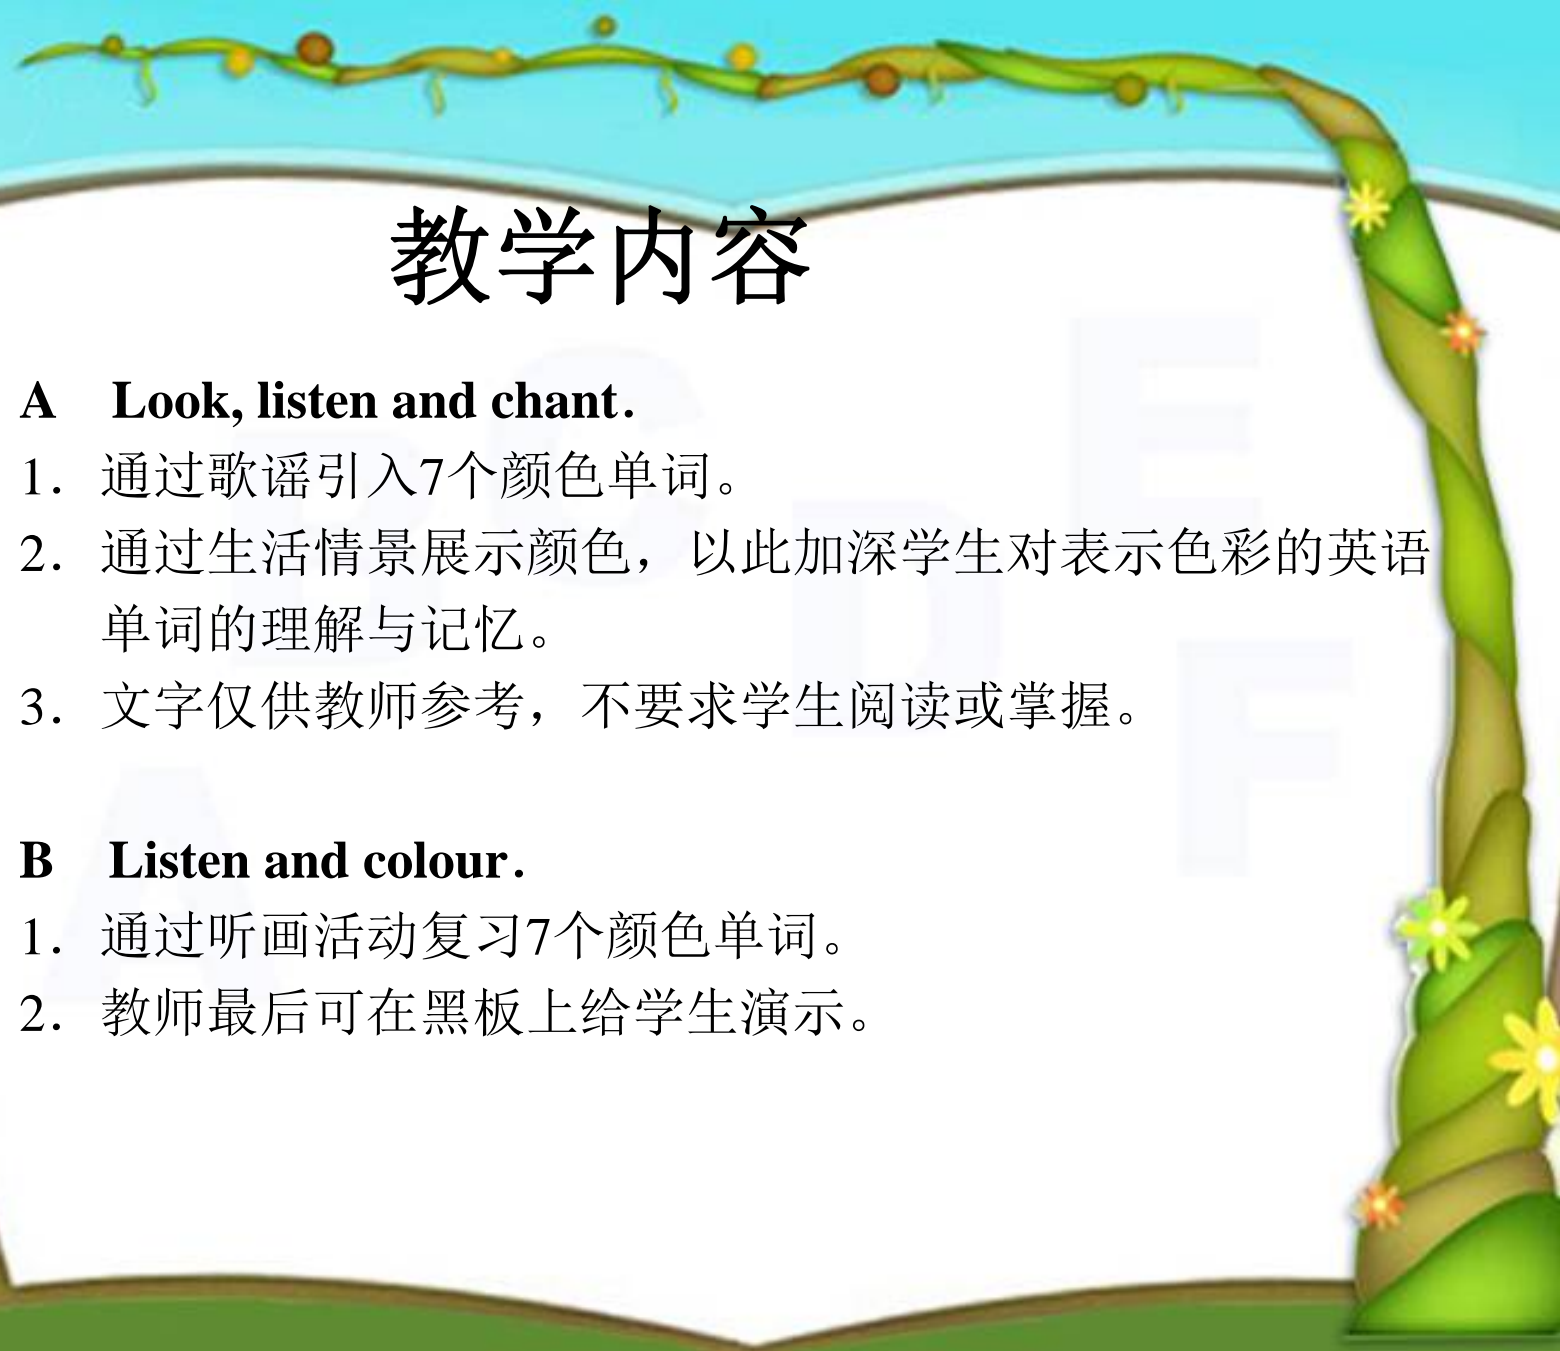 教学内容
A Look, listen and chant.
1. 通过歌谣引入7个颜色单词。
2. 通过生活情景展示颜色，以此加深学生对表示色彩的英语
单词的理解与记忆。
3. 文字仅供教师参考，不要求学生阅读或掌握。
B Listen and colour.
1. 通过听画活动复习7个颜色单词。
2. 教师最后可在黑板上给学生演示。
A
B
C
D
E
F